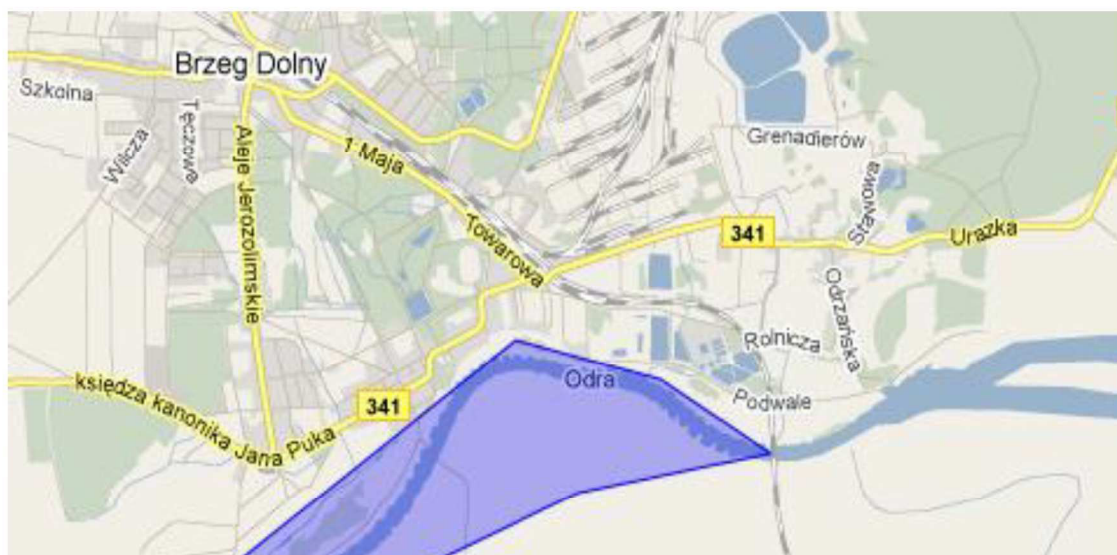 Brzeg Dolny
Szkolna
Tęczowa
Wilcza
Aleje Jerozolimskie
1 Maja
Towarowa
Grenadierów
Stawowa
341
Urazka
Odrzańska
Rolnicza
Odra
Podwale
341
księdza kanonika Jana Puka